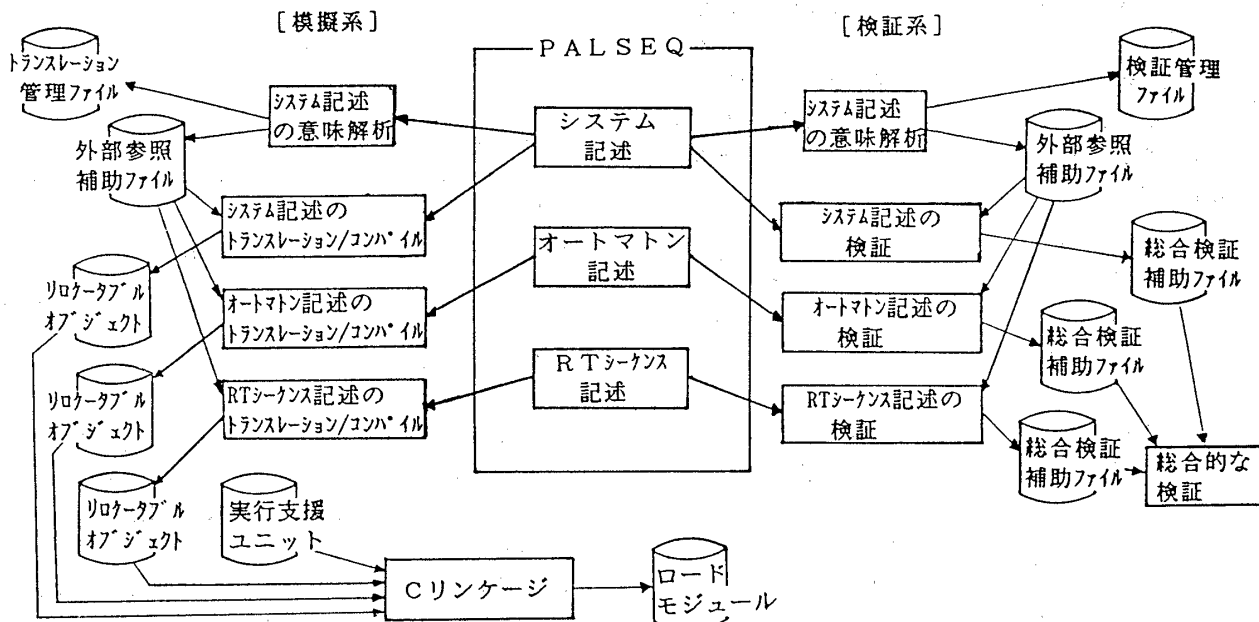 [模擬系]
PALSEQ
[検証系]
トランスレーション
管理ファイル
システム記述
の意味解析
外部参照
補助ファイル
システム記述の
トランスレーション/コンパイル
リロケータブル
オブジェクト
オートマトン記述の
トランスレーション/コンパイル
リロケータブル
オブジェクト
RTシーケンス記述の
トランスレーション/コンパイル
リロケータブル
オブジェクト
実行支援
ユニット
Cリンケージ
ロード
モジュール
システム
記述
オートマトン
記述
RTシーケンス
記述
システム記述
の意味解析
検証管理
ファイル
外部参照
補助ファイル
システム記述の
検証
総合検証
補助ファイル
オートマトン記述の
検証
総合検証
補助ファイル
RTシーケンス記述の
検証
総合検証
補助ファイル
総合的な
検証